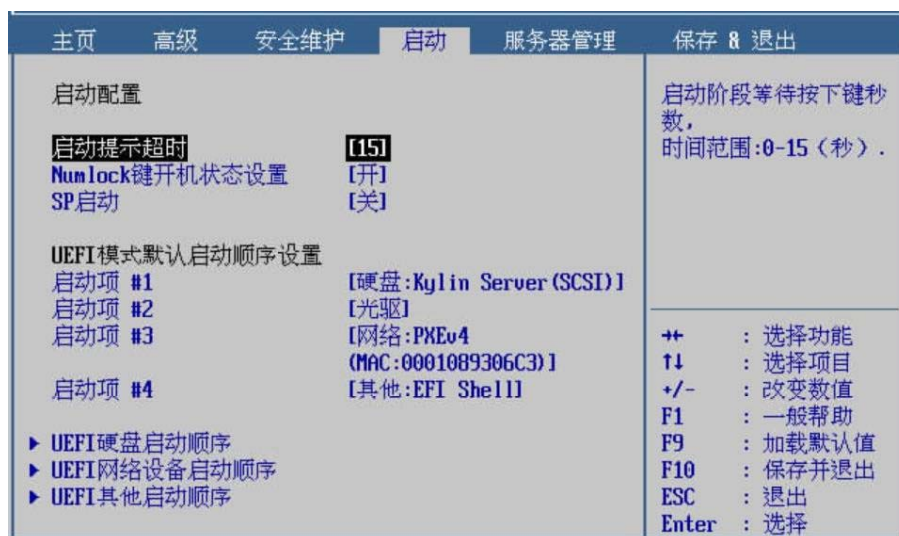 主页 高级 安全维护 启动 服务器管理 保存 & 退出
启动配置
启动提示超时 [15]
Numlock键开机状态设置 [开]
SP启动 [关]
UEFI模式默认启动顺序设置
启动项 #1 [硬盘:Kylin Server(SCSI)]
启动项 #2 [光驱]
启动项 #3 [网络:PXEv4
(MAC:0001089306C3)]
启动项 #4 [其他:EFI Shell]
▶ UEFI硬盘启动顺序
▶ UEFI网络设备启动顺序
▶ UEFI其他启动顺序
启动阶段等待按下键秒
数,
时间范围:0-15（秒）.
→← : 选择功能
↑↓ : 选择项目
+/- : 改变数值
F1 : 一般帮助
F9 : 加载默认值
F10 : 保存并退出
ESC : 退出
Enter : 选择